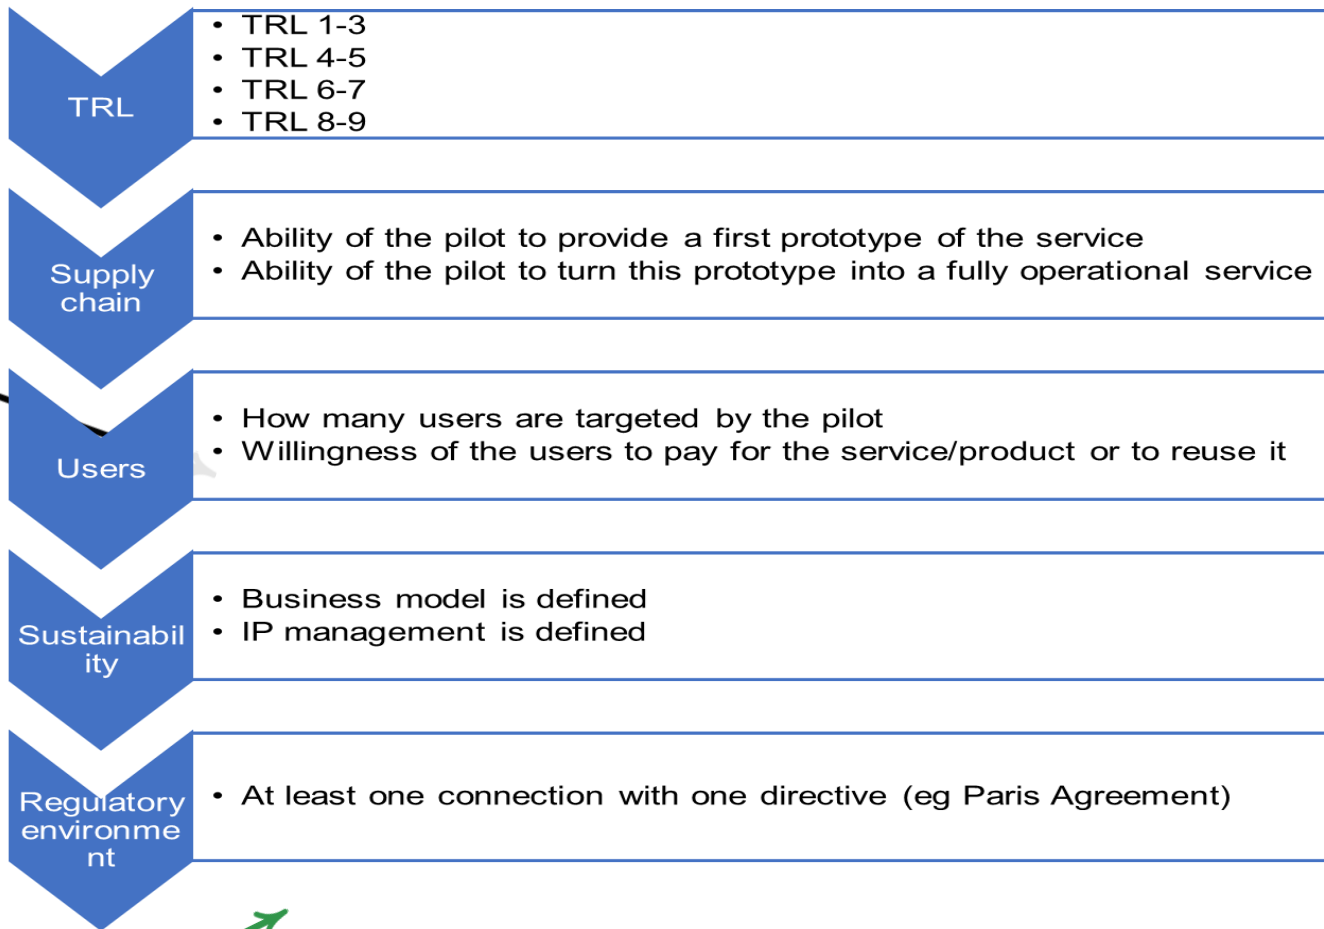 TRL
• TRL 1-3
• TRL 4-5
• TRL 6-7
• TRL 8-9
Supply
chain
• Ability of the pilot to provide a first prototype of the service
• Ability of the pilot to turn this prototype into a fully operational service
Users
• How many users are targeted by the pilot
• Willingness of the users to pay for the service/product or to reuse it
Sustainabil
ity
• Business model is defined
• IP management is defined
Regulatory
environme
nt
• At least one connection with one directive (eg Paris Agreement)